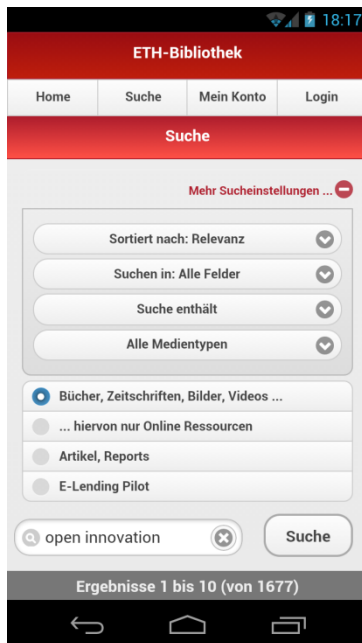 18:17
ETH-Bibliothek
Home Suche Mein Konto Login
Suche
Mehr Sucheinstellungen ...
Sortiert nach: Relevanz
Suchen in: Alle Felder
Suche enthält
Alle Medientypen
Bücher, Zeitschriften, Bilder, Videos ...
... hiervon nur Online Ressourcen
Artikel, Reports
E-Lending Pilot
open innovation Suche
Ergebnisse 1 bis 10 (von 1677)